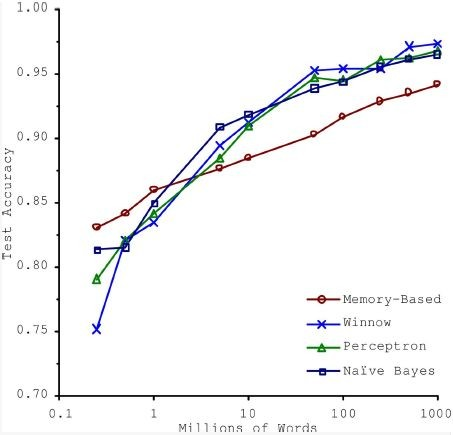 1.00
0.95
0.90
0.85
0.80
0.75
0.70
Test Accuracy
Memory-Based
Winnow
Perceptron
Naïve Bayes
0.1 1 10 100 1000
Millions of Words